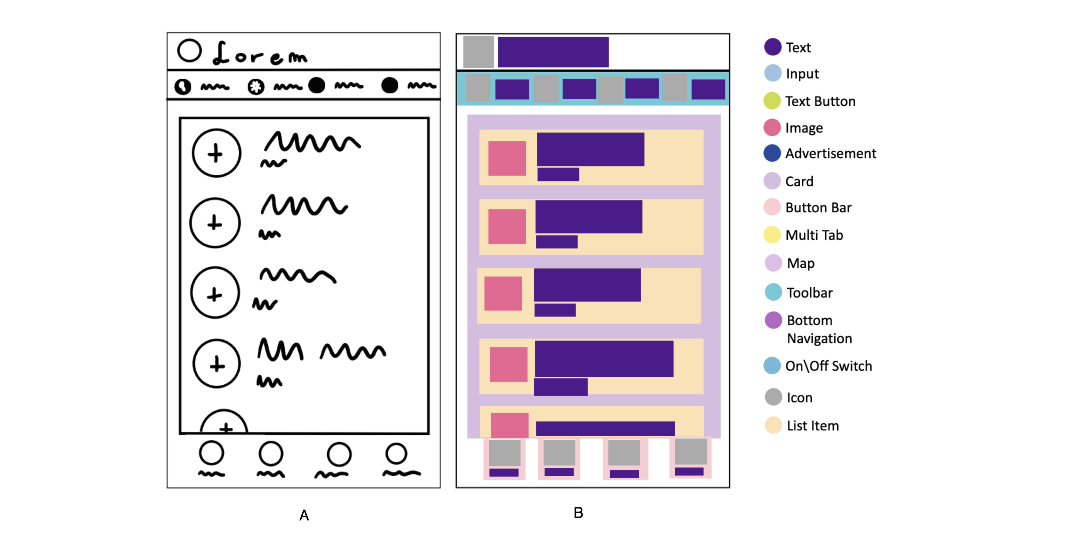 Lorem
A
B
Text
Input
Text Button
Image
Advertisement
Card
Button Bar
Multi Tab
Map
Toolbar
Bottom
Navigation
On\Off Switch
Icon
List Item